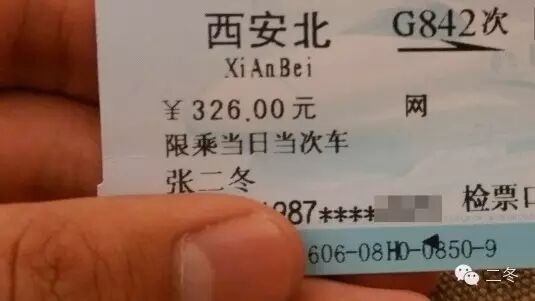 西安北 G842次
XiAnBei
￥326.00元 网
限乘当日当次车
张二冬
1987**** 检票口
606-08H0-0850-9
二冬